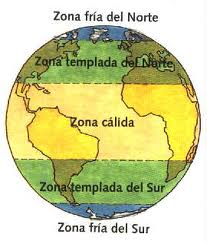 Zona fría del Norte
Zona templada del Norte
Zona cálida
Zona templada del Sur
Zona fría del Sur